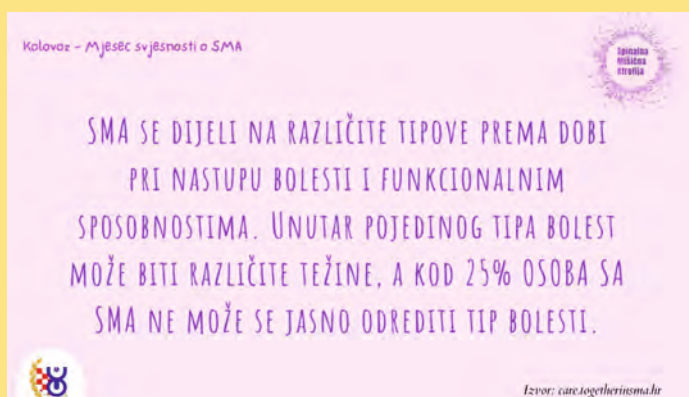 Kolovoz - Mjesec svjesnosti o SMA
Spinalna
Mišićna
Atrofija
SMA SE DIJELI NA RAZLIČITE TIPOVE PREMA DOBI
PRI NASTUPU BOLESTI I FUNKCIONALNIM
SPOSOBNOSTIMA. UNUTAR POJEDINOG TIPA BOLEST
MOŽE BITI RAZLIČITE TEŽINE, A KOD 25% OSOBA SA
SMA NE MOŽE SE JASNO ODREDITI TIP BOLESTI.
Izvor: care.togetherinsma.hr